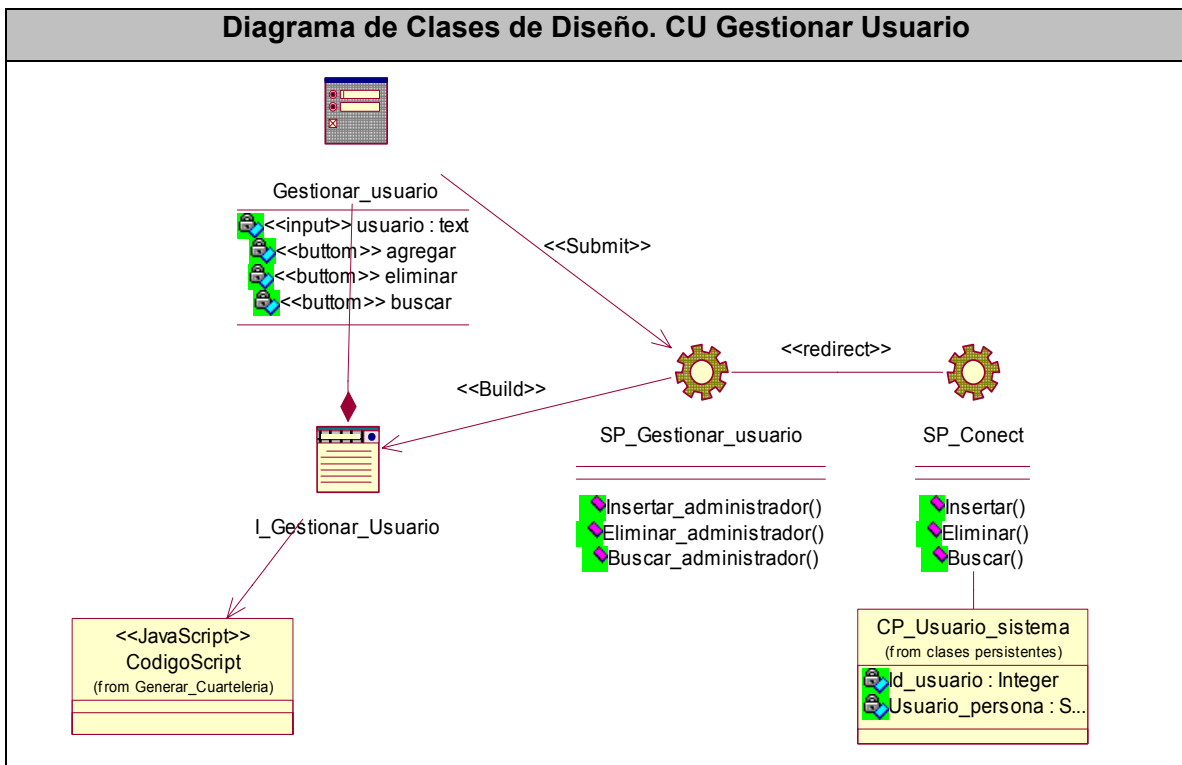 Diagrama de Clases de Diseño. CU Gestionar Usuario
Gestionar_usuario
<<input>> usuario : text
<<buttom>> agregar
<<buttom>> eliminar
<<buttom>> buscar
<<Submit>>
<<redirect>>
<<Build>>
SP_Gestionar_usuario
Insertar_administrador()
Eliminar_administrador()
Buscar_administrador()
SP_Conect
Insertar()
Eliminar()
Buscar()
I_Gestionar_Usuario
<<JavaScript>>
CodigoScript
(from Generar_Cuarteleria)
CP_Usuario_sistema
(from clases persistentes)
Id_usuario : Integer
Usuario_persona : S...